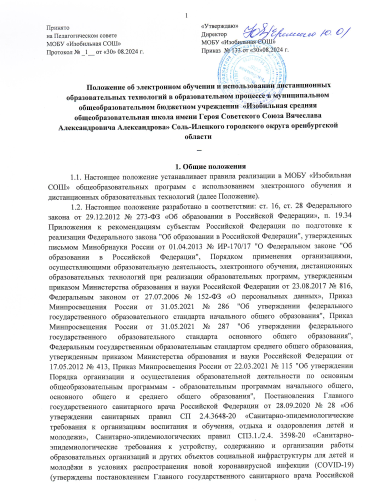 1
Принято
на Педагогическом совете
МОБУ «Изобильная СОШ»
Протокол № _1__ от «30» 08.2024 г.
«Утверждаю»
Директор
МОБУ «Изобильная СОШ»
Приказ № 133 от «30»08.2024 г.
Положение об электронном обучении и использовании дистанционных
образовательных технологий в образовательном процессе в муниципальном
общеобразовательном бюджетном учреждении «Изобильная средняя
общеобразовательная школа имени Героя Советского Союза Вячеслава
Александровича Александрова» Соль-Илецкого городского округа оренбургской
области
1. Общие положения
1.1. Настоящее положение устанавливает правила реализации в МОБУ «Изобильная
СОШ» общеобразовательных программ с использованием электронного обучения и
дистанционных образовательных технологий (далее Положение).
1.2. Настоящее положение разработано в соответствии: ст. 16, ст. 28 Федерального
закона от 29.12.2012 № 273-ФЗ «Об образовании в Российской Федерации», п. 19.34
Приложения к рекомендациям субъектам Российской Федерации по подготовке к
реализации Федерального закона "Об образовании в Российской Федерации", утвержденных
письмом Минобрнауки России от 01.04.2013 № ИР-170/17 "О Федеральном законе "Об
образовании в Российской Федерации", Порядком применения организациями,
осуществляющими образовательную деятельность, электронного обучения, дистанционных
образовательных технологий при реализации образовательных программ, утвержденным
приказом Министерства образования и науки Российской Федерации от 23.08.2017 № 816,
Федеральным законом от 27.07.2006 № 152-ФЗ «О персональных данных», Приказ
Минпросвещения России от 31.05.2021 № 286 "Об утверждении федерального
государственного образовательного стандарта начального общего образования", Приказ
Минпросвещения России от 31.05.2021 № 287 "Об утверждении федерального
государственного образовательного стандарта основного общего образования",
Федеральным государственным образовательным стандартом среднего общего образования,
утвержденным приказом Министерства образования и науки Российской Федерации от
17.05.2012 № 413, Приказ Минпросвещения России от 22.03.2021 № 115 "Об утверждении
Порядка организации и осуществления образовательной деятельности по основным
общеобразовательным программам - образовательным программам начального общего,
основного общего и среднего общего образования", Постановления Главного
государственного санитарного врача Российской Федерации от 28.09.2020 № 28 «Об
утверждении санитарных правил СП 2.4.3648-20 «Санитарно-эпидемиологические
требования к организациям воспитания и обучения, отдыха и оздоровления детей и
молодежи», Санитарно-эпидемиологических правил СП3.1./2.4. 3598-20 «Санитарно-
эпидемиологические требования к устройству, содержанию и организации работы
образовательных организаций и других объектов социальной инфраструктуры для детей и
молодёжи в условиях распространения новой коронавирусной инфекции (COVID-19)
(утверждены постановлением Главного государственного санитарного врача Российской